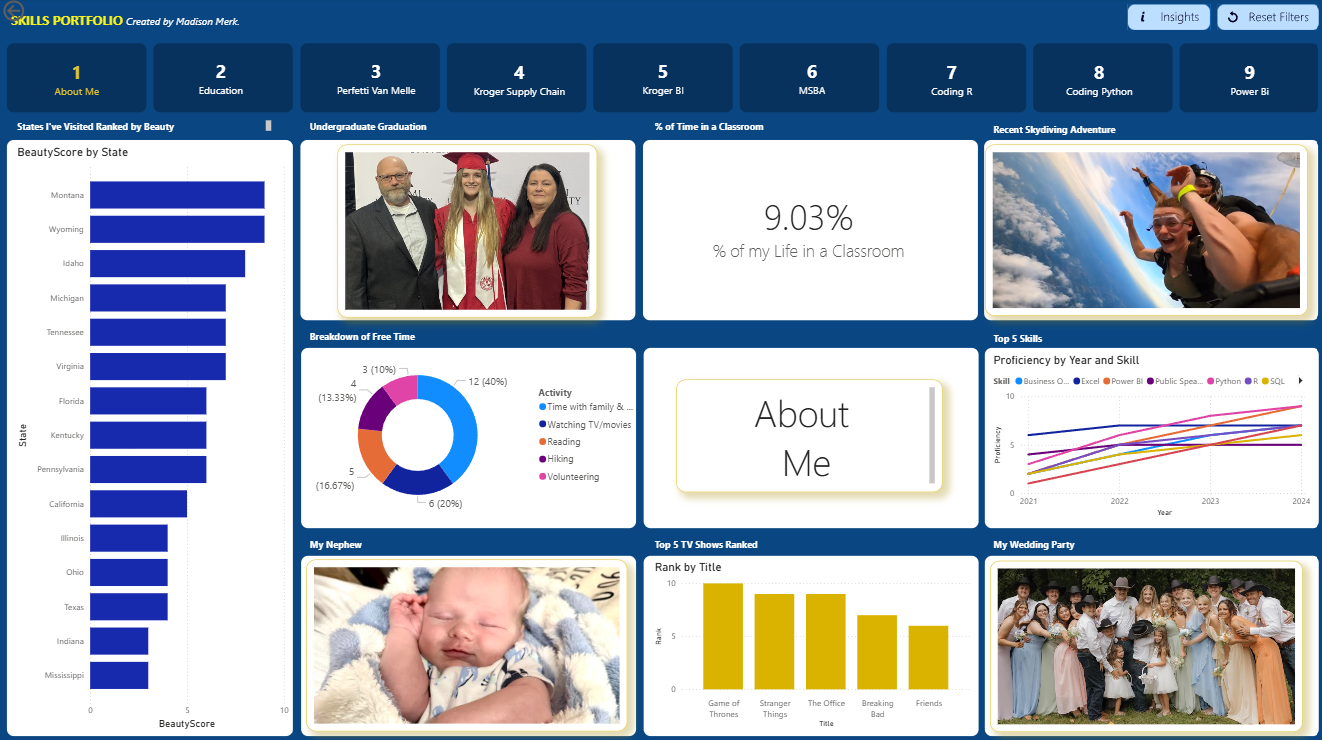 SKILLS PORTFOLIO Created by Madison Merk.
Insights
Reset Filters
1
About Me
2
Education
3
Perfetti Van Melle
4
Kroger Supply Chain
5
Kroger BI
6
MSBA
7
Coding R
8
Coding Python
9
Power Bi
States I've Visited Ranked by Beauty
BeautyScore by State
State
Montana
Wyoming
Idaho
Michigan
Tennessee
Virginia
Florida
Kentucky
Pennsylvania
California
Illinois
Ohio
Texas
Indiana
Mississippi
0 5 10
BeautyScore
Undergraduate Graduation
% of Time in a Classroom
9.03%
% of my Life in a Classroom
Recent Skydiving Adventure
Breakdown of Free Time
3 (10%)
12 (40%)
4
(13.33%)
5
(16.67%)
6 (20%)
Activity
Time with family & ...
Watching TV/movies
Reading
Hiking
Volunteering
About
Me
Top 5 Skills
Proficiency by Year and Skill
Skill Business O... Excel Power BI Public Spea... Python R SQL
Proficiency
10
5
0
2021 2022 2023 2024
Year
My Nephew
Top 5 TV Shows Ranked
Rank by Title
Rank
10
5
0
Game of
Thrones
Stranger
Things
The Office
Breaking
Bad
Friends
Title
My Wedding Party